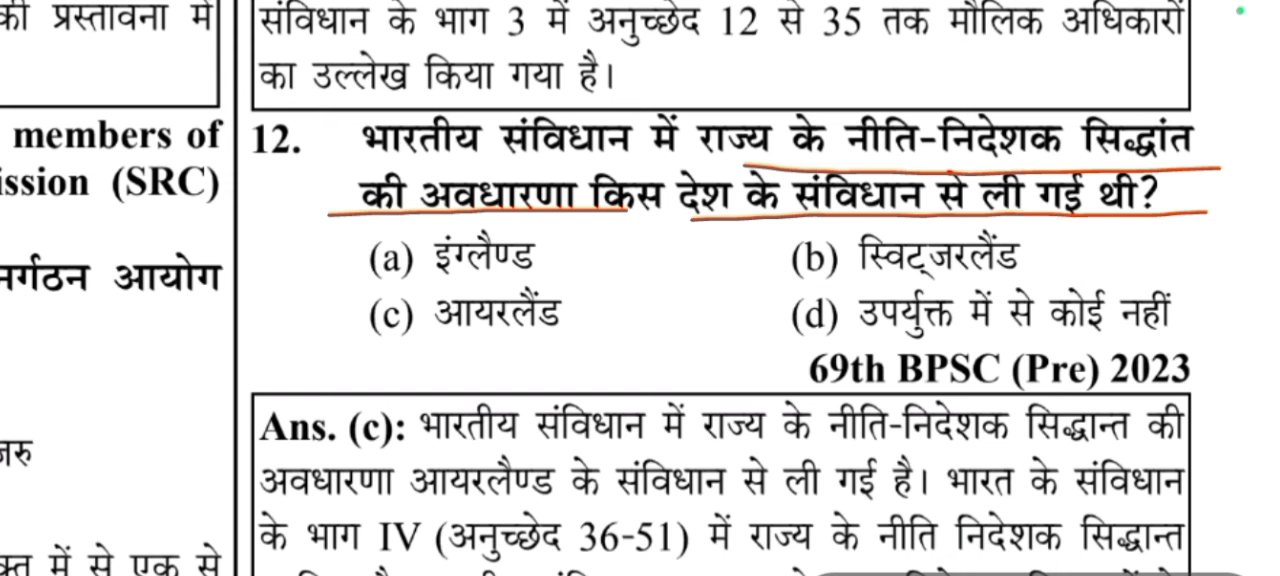 की प्रस्तावना में
members of
ission (SRC)
आयोग
में से एक से
संविधान के भाग 3 में अनुच्छेद 12 से 35 तक मौलिक अधिकारों
का उल्लेख किया गया है।
12. भारतीय संविधान में राज्य के नीति-निदेशक सिद्धांत
की अवधारणा किस देश के संविधान से ली गई थी?
(a) इंग्लैण्ड (b) स्विट्जरलैंड
(c) आयरलैंड (d) उपर्युक्त में से कोई नहीं
69th BPSC (Pre) 2023
Ans. (c): भारतीय संविधान में राज्य के नीति-निदेशक सिद्धान्त की
अवधारणा आयरलैण्ड के संविधान से ली गई है। भारत के संविधान
के भाग IV (अनुच्छेद 36-51) में राज्य के नीति निदेशक सिद्धान्त